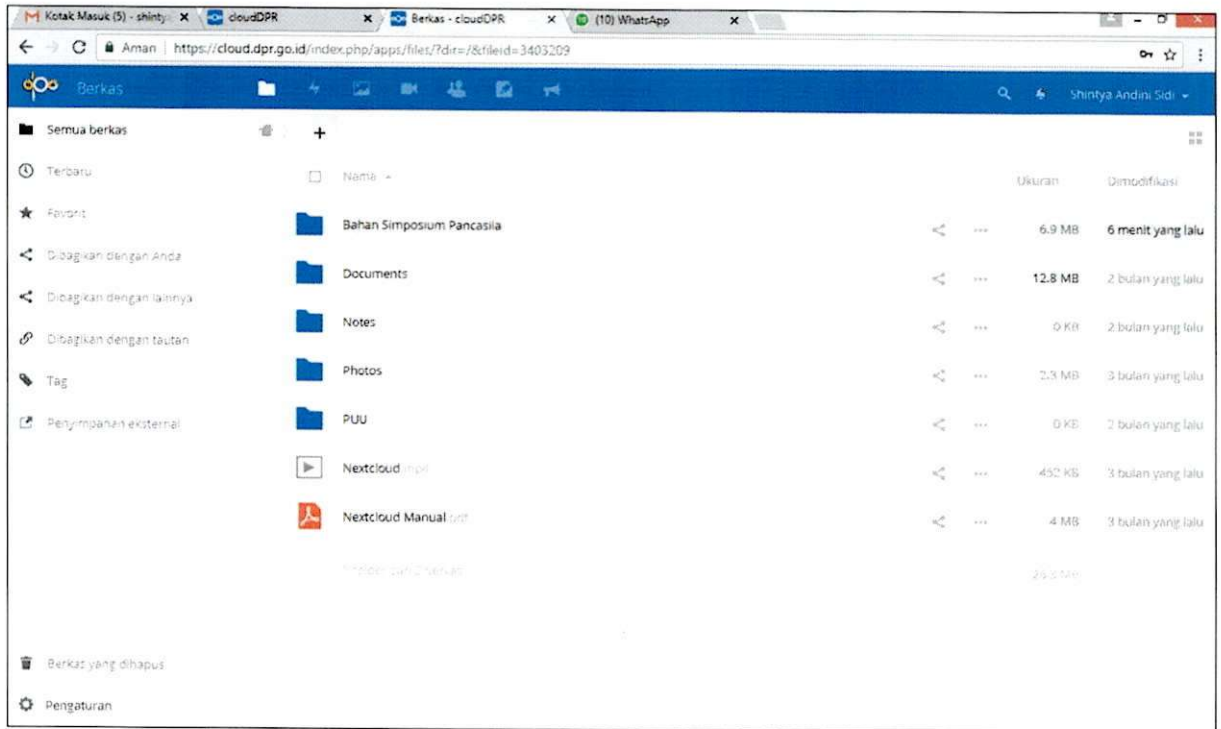 Kotak Masuk (5) - shinty
cloudDPR
Berkas - cloudDPR
(10) WhatsApp
Aman | https://cloud.dpr.go.id/index.php/apps/files/?dir=/&fileid=3403209
Berkas
Shintya Andini Sidi
Semua berkas
Terbaru
Nama
Ukuran
Dimodifikasi
Favorit
Bahan Simposium Pancasila
6.9 MB
6 menit yang lalu
Dibagikan dengan Anda
Documents
12.8 MB
2 bulan yang lalu
Dibagikan dengan lainnya
Notes
0 KB
2 bulan yang lalu
Dibagikan dengan tautan
Photos
2.3 MB
3 bulan yang lalu
Tag
PUU
0 KB
2 bulan yang lalu
Penyimpanan eksternal
Nextcloud
452 KB
3 bulan yang lalu
Nextcloud Manual.pdf
4 MB
3 bulan yang lalu
Berkas yang dihapus
Pengaturan